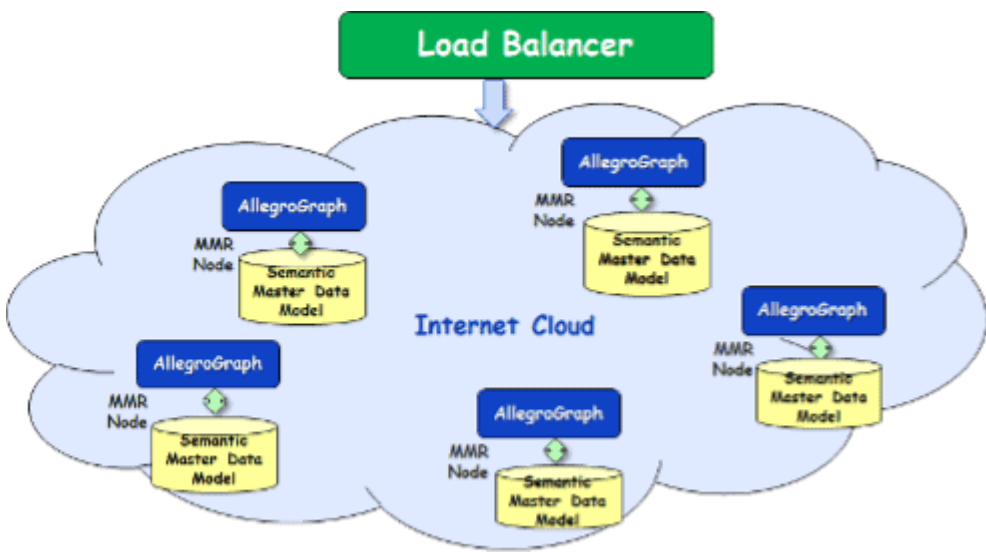 Load Balancer
AllegroGraph
MMR
Node
Semantic
Master Data
Model
AllegroGraph
MMR
Node
Semantic
Master Data
Model
Internet Cloud
AllegroGraph
MMR
Node
Semantic
Master Data
Model
AllegroGraph
MMR
Node
Semantic
Master Data
Model
AllegroGraph
MMR
Node
Semantic
Master Data
Model